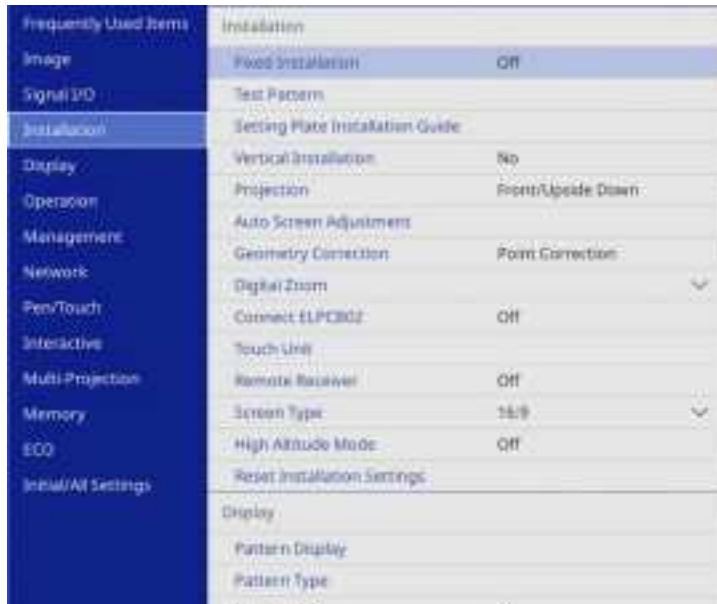 Frequently Used Items
Image
Signal I/O
Installation
Display
Operation
Management
Network
Pen/Touch
Interactive
Multi-Projection
Memory
ECO
Initial/All Settings
Installation
Fixed Installation Off
Test Pattern
Setting Plate Installation Guide
Vertical Installation No
Projection Front/Upside Down
Auto Screen Adjustment
Geometry Correction Point Correction
Digital Zoom
Connect ELPCB02 Off
Touch Unit
Remote Receiver Off
Screen Type 16:9
High Altitude Mode Off
Reset Installation Settings
Display
Pattern Display
Pattern Type